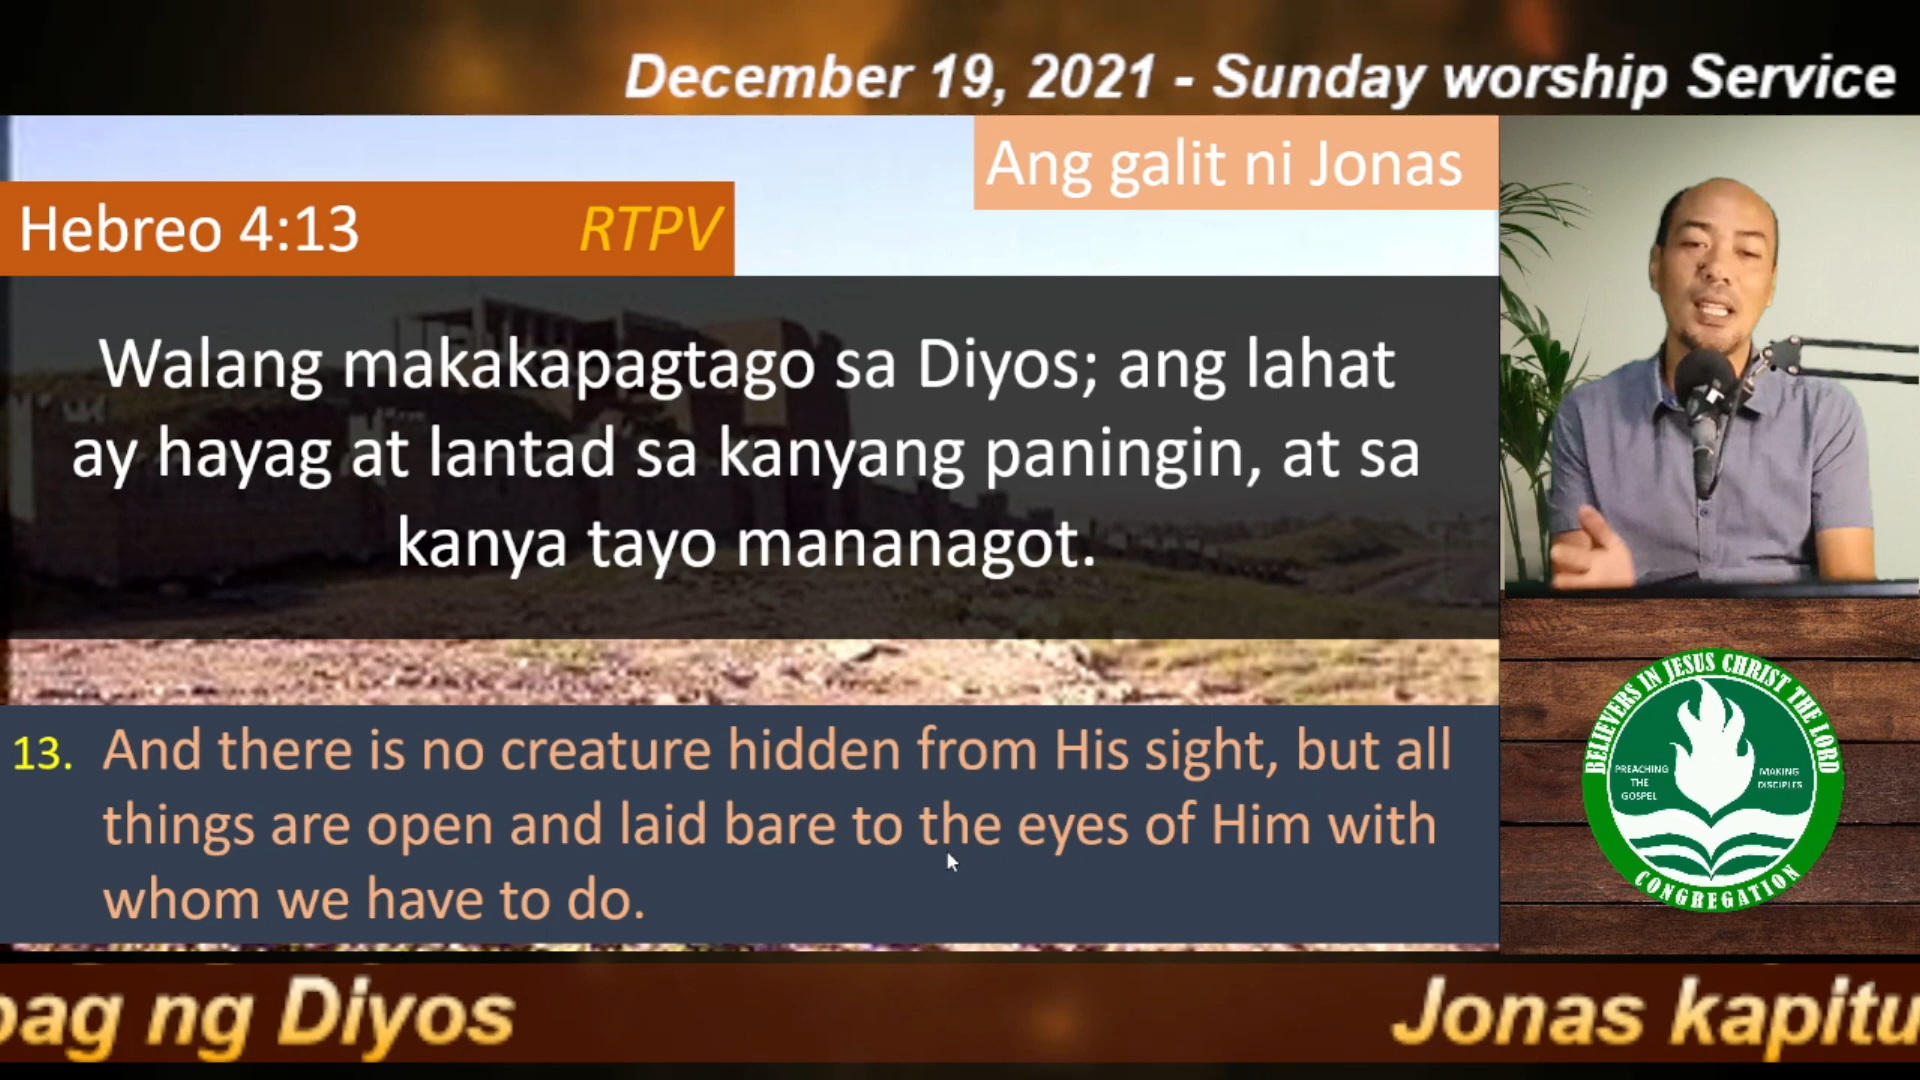 December 19, 2021 - Sunday worship Service
Ang galit ni Jonas
Hebreo 4:13 RTPV
Walang makakapagtago sa Diyos; ang lahat
ay hayag at lantad sa kanyang paningin, at sa
kanya tayo mananagot.
13. And there is no creature hidden from His sight, but all
things are open and laid bare to the eyes of Him with
whom we have to do.
BELIEVERS IN JESUS CHRIST THE LORD
PREACHING
THE
GOSPEL
MAKING
DISCIPLES
CONGREGATION
ng Diyos
Jonas